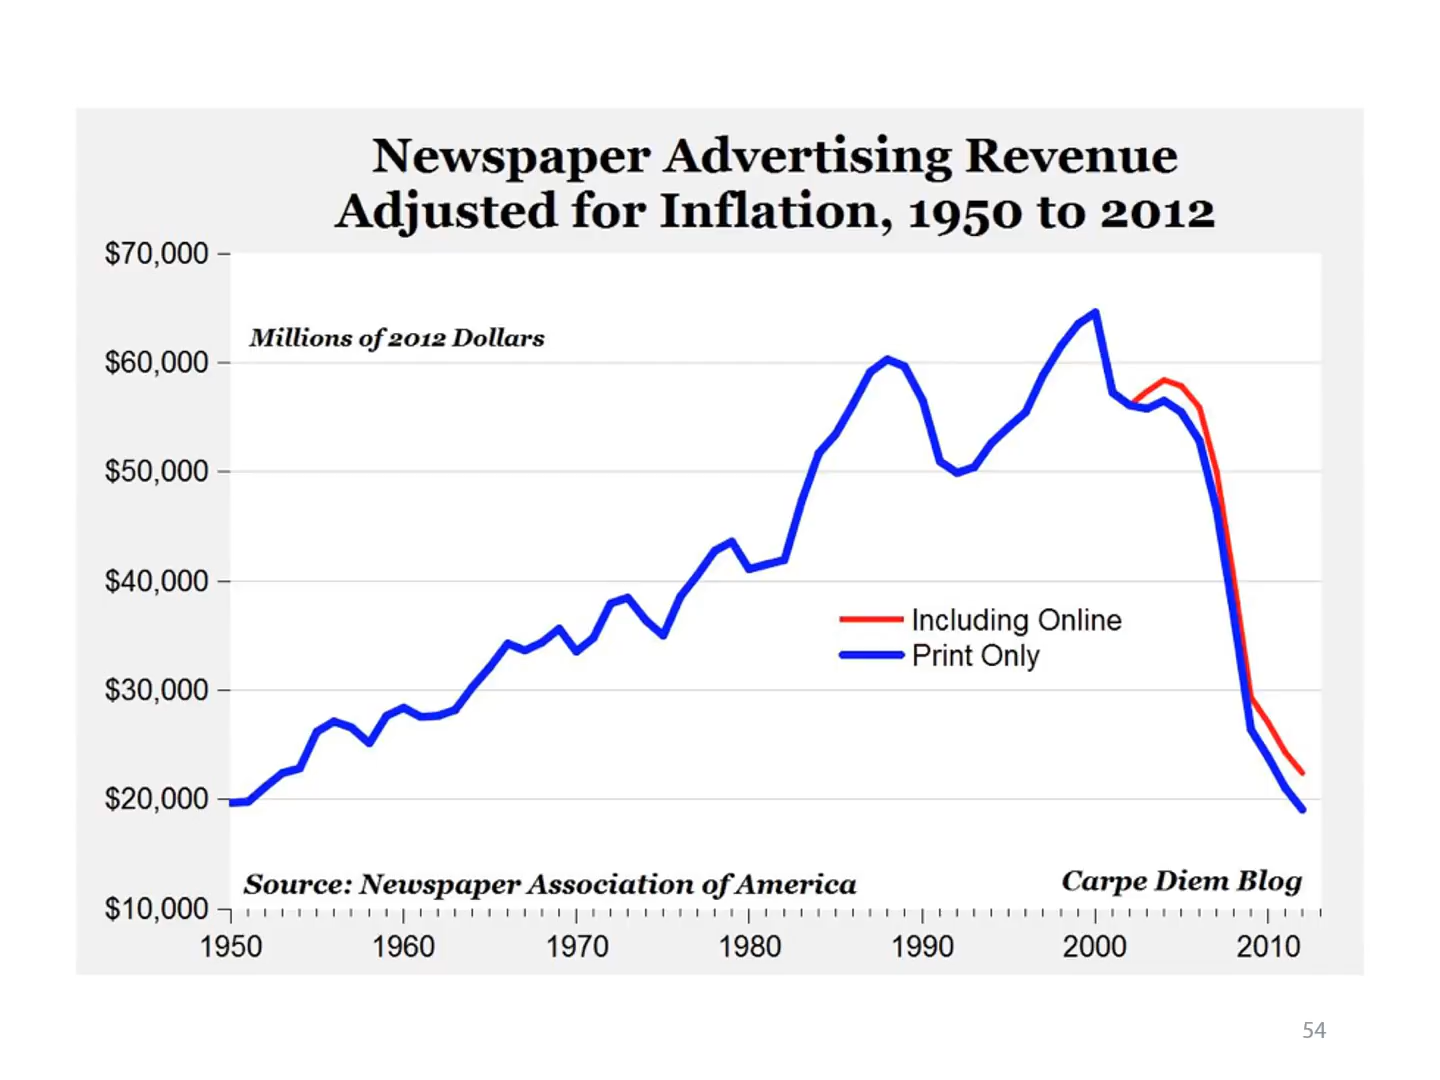 Newspaper Advertising Revenue
Adjusted for Inflation, 1950 to 2012
$70,000
Millions of 2012 Dollars
$60,000
$50,000
$40,000
Including Online
Print Only
$30,000
$20,000
Source: Newspaper Association of America
Carpe Diem Blog
$10,000
1950 1960 1970 1980 1990 2000 2010
54